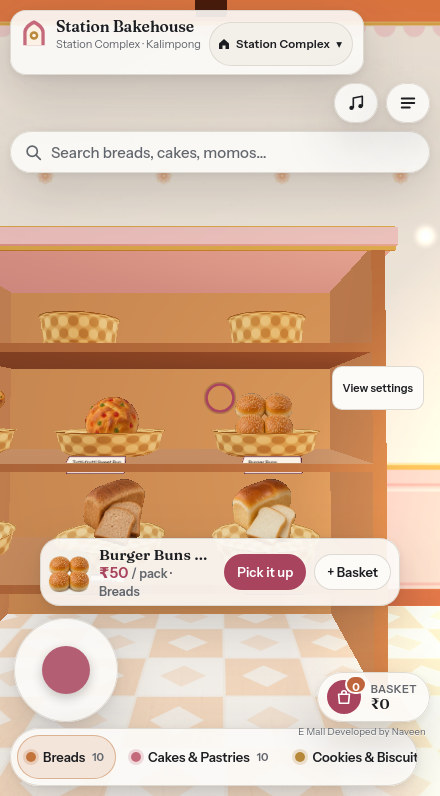 Station Bakehouse
Station Complex · Kalimpong
Station Complex ▾
Search breads, cakes, momos...
View settings
Burger Buns ...
₹50 / pack ·
Breads
Pick it up
+ Basket
0
BASKET
₹0
E Mall Developed by Naveen
Breads 10
Cakes & Pastries 10
Cookies & Biscuit